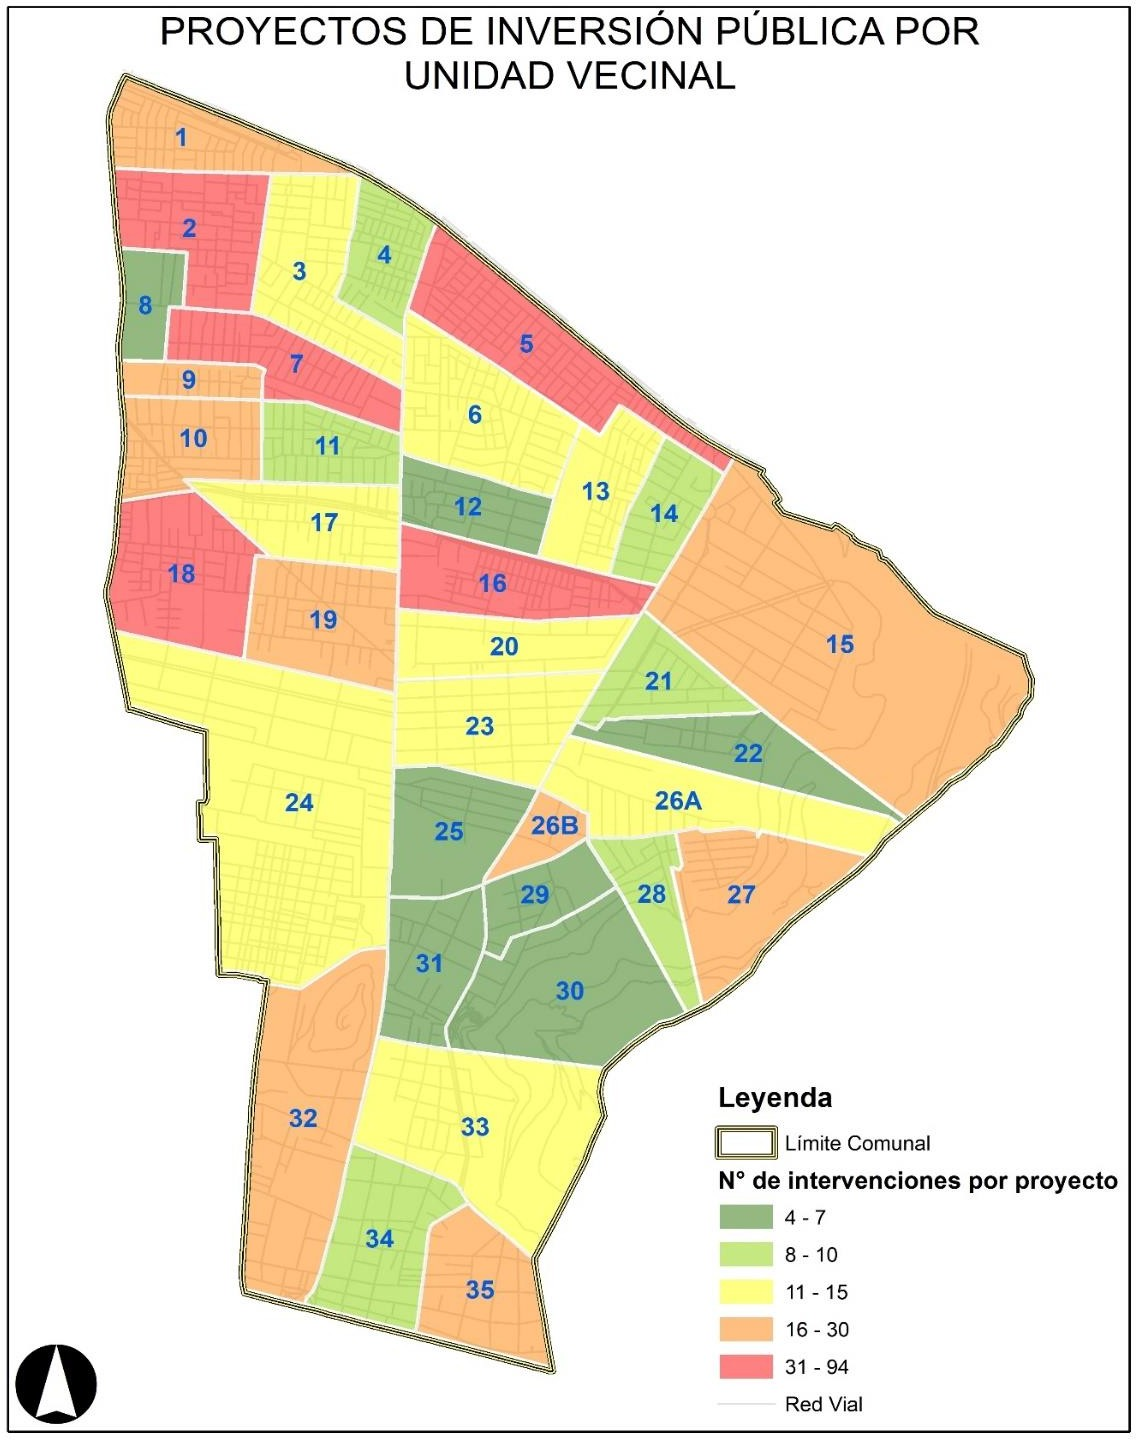 PROYECTOS DE INVERSIÓN PÚBLICA POR
UNIDAD VECINAL
1
2
3
4
8
5
7
9
6
10
11
12
13
14
17
18
16
19
20
15
21
23
22
24
26A
25
26B
29
28
27
31
30
32
33
34
35
Leyenda
Límite Comunal
N° de intervenciones por proyecto
4 - 7
8 - 10
11 - 15
16 - 30
31 - 94
Red Vial